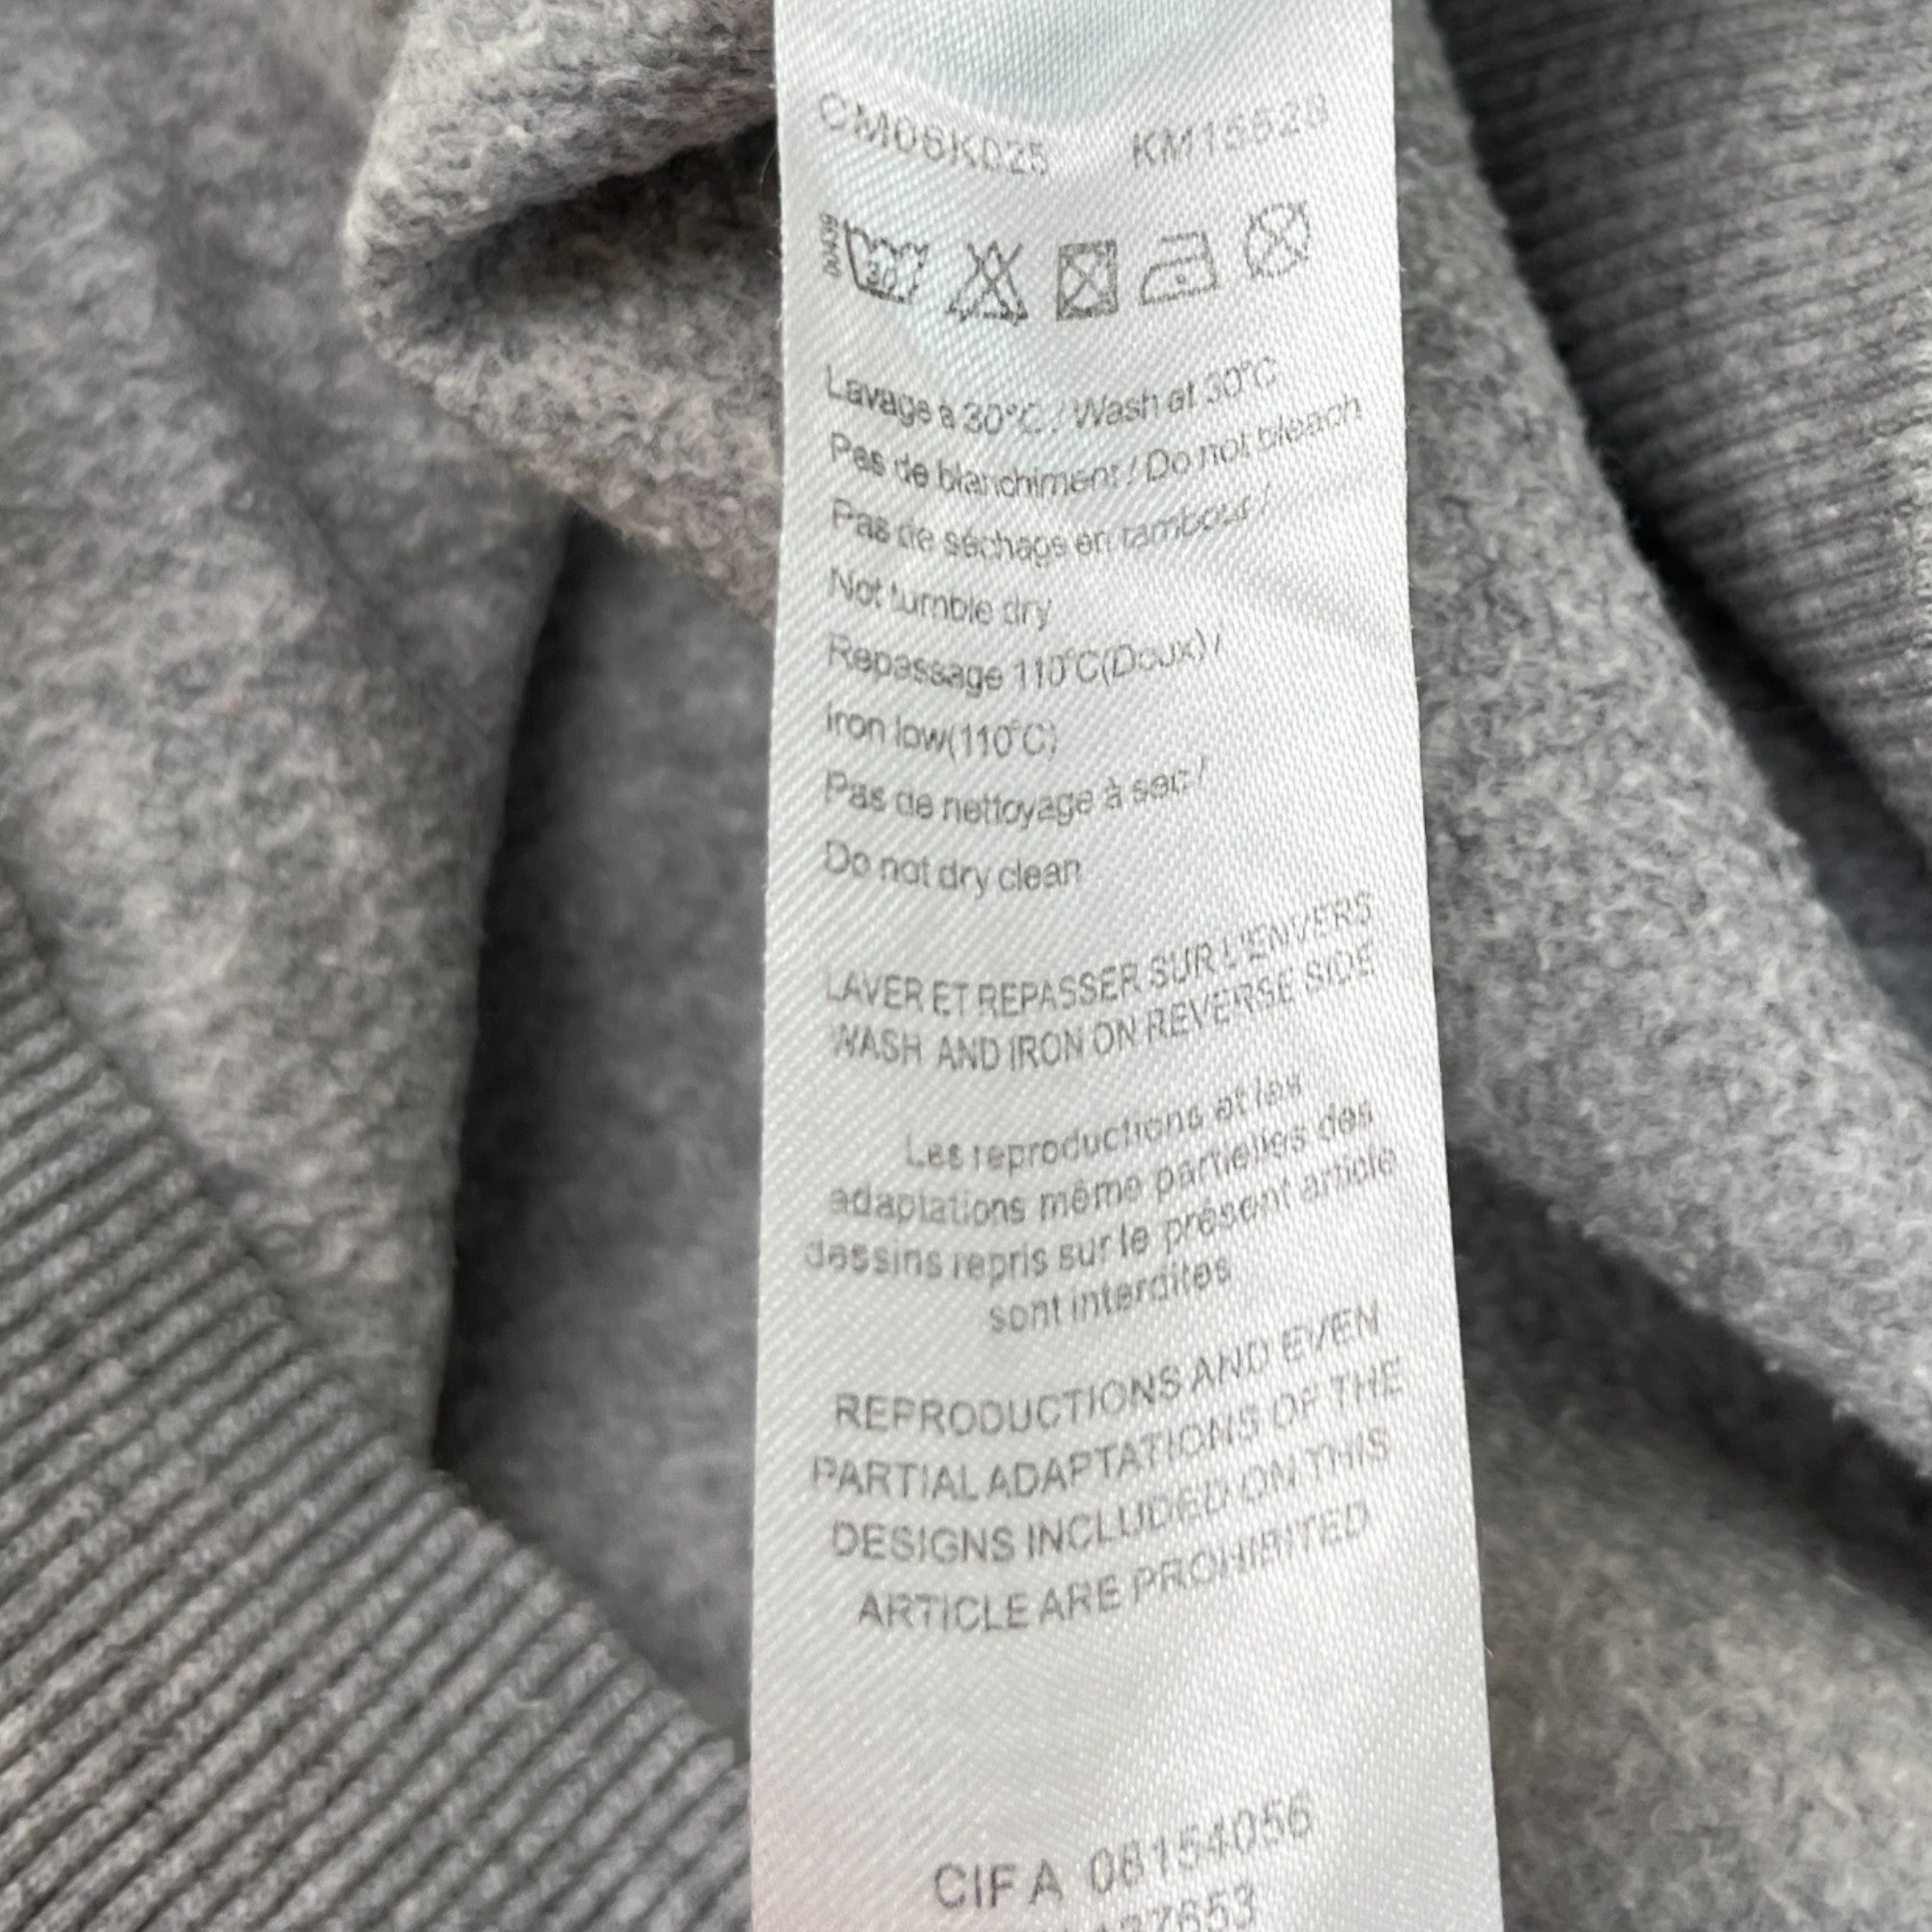 CM06K025 KM15528
30
Lavage a 30°C / Wash at 30°C
Pas de blanchiment / Do not bleach
Pas de séchage en tambour /
Not tumble dry
Repassage 110°C(Doux) /
Iron low(110°C)
Pas de nettoyage à sec /
Do not dry clean
LAVER ET REPASSER SUR L'ENVERS
WASH AND IRON ON REVERSE SIDE
Les reproductions et les
adaptations même partielles des
dessins repris sur le présent article
sont interdites
REPRODUCTIONS AND EVEN
PARTIAL ADAPTATIONS OF THE
DESIGNS INCLUDED ON THIS
ARTICLE ARE PROHIBITED
CIF A 08154056